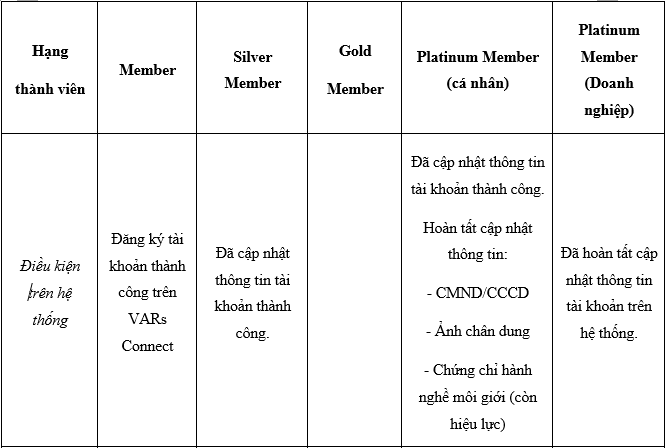 Hạng
thành viên
Member
Silver
Member
Gold
Member
Platinum Member
(cá nhân)
Platinum
Member
(Doanh
nghiệp)
Điều kiện
trên hệ
thống
Đăng ký tài
khoản thành
công trên
VARs
Connect
Đã cập nhật
thông tin tài
khoản thành
công.
Đã cập nhật thông tin
tài khoản thành công.
Hoàn tất cập nhật
thông tin:
- CMND/CCCD
- Ảnh chân dung
- Chứng chỉ hành
nghề môi giới (còn
hiệu lực)
Đã hoàn tất cập
nhật thông tin
tài khoản trên
hệ thống.